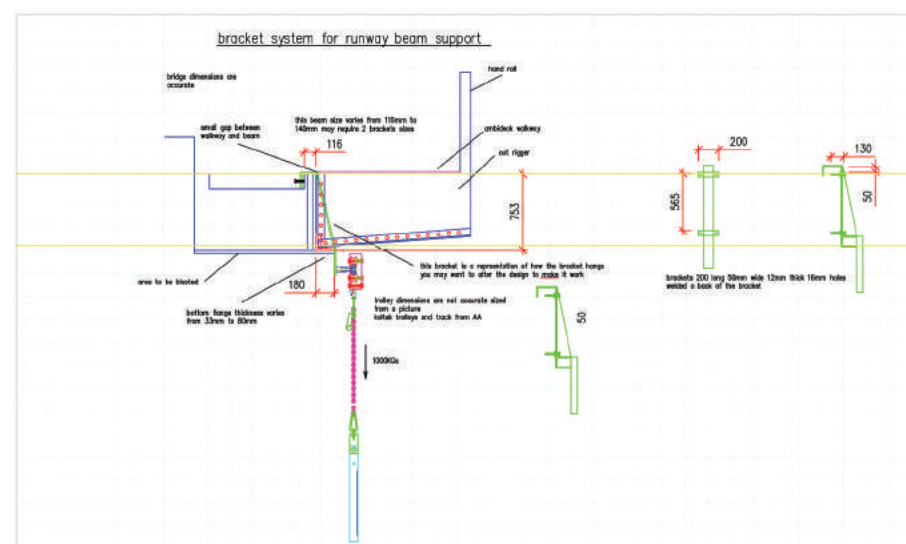 bracket system for runway beam support
hand rail
bridge dimensions are
accurate
this beam size varies from 116mm to
140mm may require 2 brackets sizes
small gap between
walkway and beam
ambideck walkway
116
out rigger
200
130
565
50
753
this bracket is a reprasntation of how the bracket hangs
you may want to alter the design to make it work
area to be blasted
180
brackets 200 long 50mm wide 12mm thick 16mm holes
welded o back of the bracket
bottom flange thickness varies
from 33mm to 80mm
trolley dimensions are not accurate sized
from a picture
koitek trolleys and track from AA
50
1000KGs